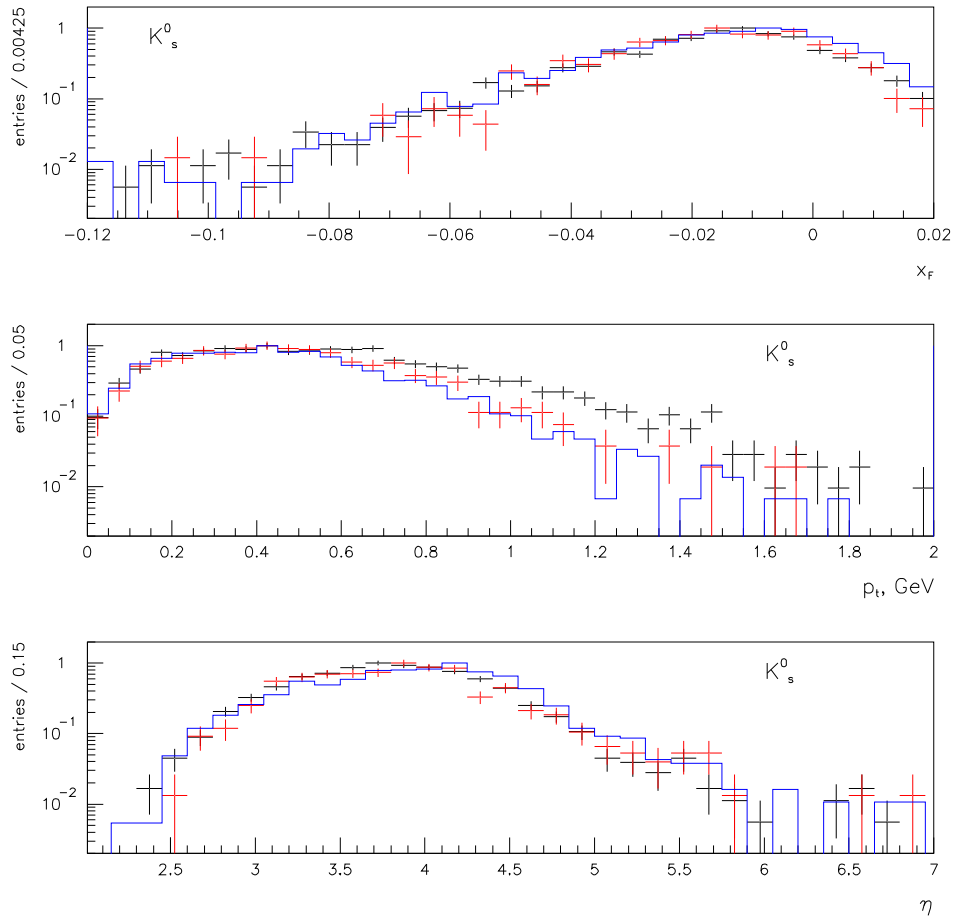 K⁰ₛ
entries / 0.00425
1
10⁻¹
10⁻²
−0.12 −0.1 −0.08 −0.06 −0.04 −0.02 0 0.02
x_F
K⁰ₛ
entries / 0.05
1
10⁻¹
10⁻²
0 0.2 0.4 0.6 0.8 1 1.2 1.4 1.6 1.8 2
pₜ, GeV
K⁰ₛ
entries / 0.15
1
10⁻¹
10⁻²
2.5 3 3.5 4 4.5 5 5.5 6 6.5 7
η